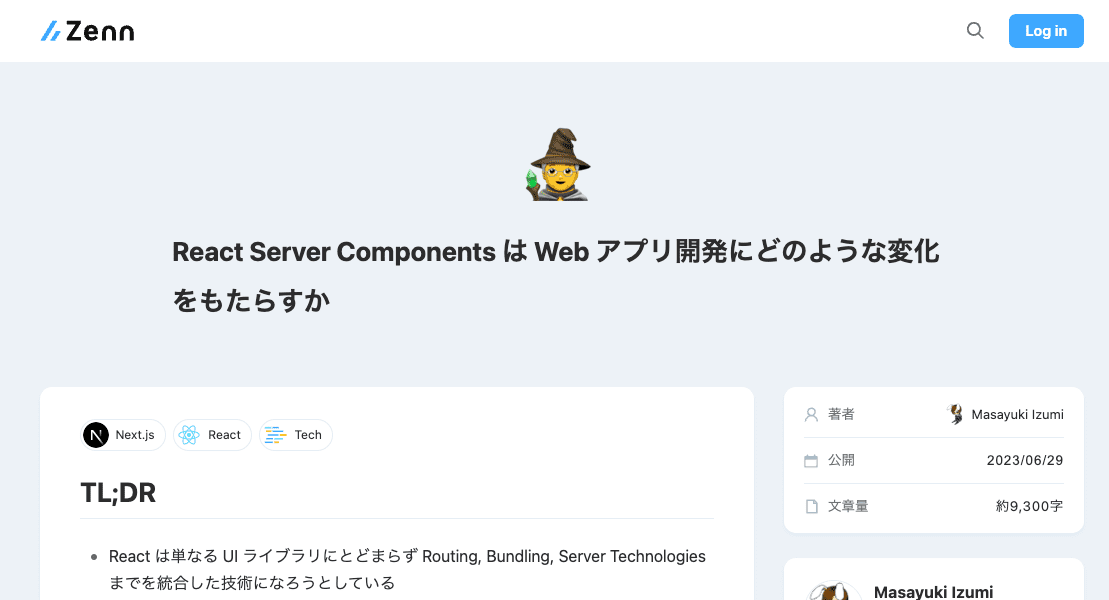 Zenn
Log in
React Server Components は Web アプリ開発にどのような変化
をもたらすか
Next.js
React
Tech
TL;DR
React は単なる UI ライブラリにとどまらず Routing, Bundling, Server Technologies
までを統合した技術になろうとしている
著者
Masayuki Izumi
公開
2023/06/29
文章量
約9,300字
Masayuki Izumi